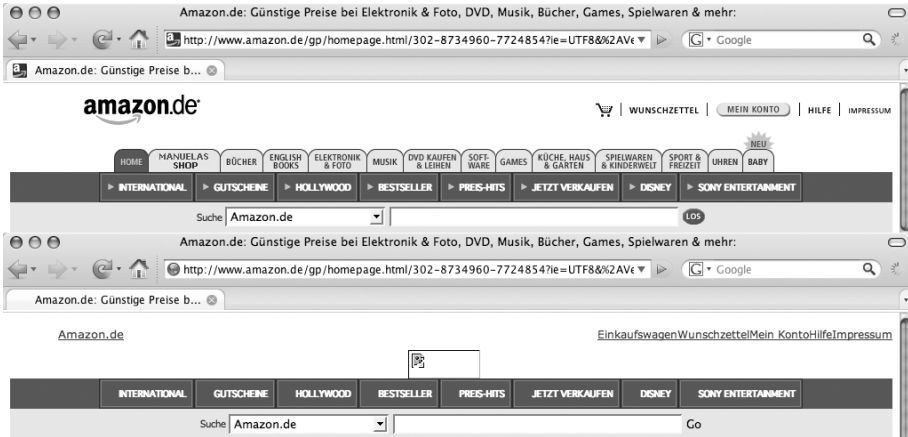 Amazon.de: Günstige Preise bei Elektronik & Foto, DVD, Musik, Bücher, Games, Spielwaren & mehr:
http://www.amazon.de/gp/homepage.html/302-8734960-7724854?ie=UTF8&%2AVe G Google
Amazon.de: Günstige Preise b...
amazon.de WUNSCHZETTEL MEIN KONTO HILFE IMPRESSUM
NEU
HOME MANUELAS SHOP BÜCHER ENGLISH BOOKS ELEKTRONIK & FOTO MUSIK DVD KAUFEN & LEIHEN SOFT-WARE GAMES KÜCHE, HAUS & GARTEN SPIELWAREN & KINDERWELT SPORT & FREIZEIT UHREN BABY
INTERNATIONAL GUTSCHEINE HOLLYWOOD BESTSELLER PREIS-HITS JETZT VERKAUFEN DISNEY SONY ENTERTAINMENT
Suche Amazon.de LOS
Amazon.de: Günstige Preise bei Elektronik & Foto, DVD, Musik, Bücher, Games, Spielwaren & mehr:
http://www.amazon.de/gp/homepage.html/302-8734960-7724854?ie=UTF8&%2AVe G Google
Amazon.de: Günstige Preise b...
Amazon.de EinkaufswagenWunschzettelMein KontoHilfeImpressum
INTERNATIONAL GUTSCHEINE HOLLYWOOD BESTSELLER PREIS-HITS JETZT VERKAUFEN DISNEY SONY ENTERTAINMENT
Suche Amazon.de Go